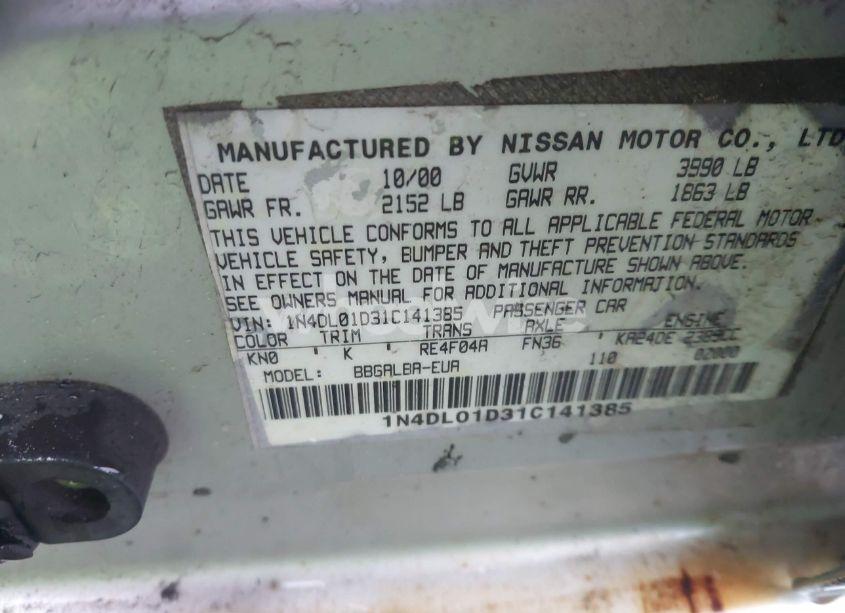 MANUFACTURED BY NISSAN MOTOR CO., LTD
DATE 10/00 GVWR 3990 LB
GAWR FR. 2152 LB GAWR RR. 1863 LB
THIS VEHICLE CONFORMS TO ALL APPLICABLE FEDERAL MOTOR
VEHICLE SAFETY, BUMPER AND THEFT PREVENTION STANDARDS
IN EFFECT ON THE DATE OF MANUFACTURE SHOWN ABOVE.
SEE OWNERS MANUAL FOR ADDITIONAL INFORMATION.
VIN: 1N4DL01D31C141385 PASSENGER CAR
COLOR TRIM TRANS AXLE ENGINE
KN0 ' K ' RE4F04A FN36 KA24DE 2389CC
MODEL: BBGALBA-EUA 110 02000
1N4DL01D31C141385